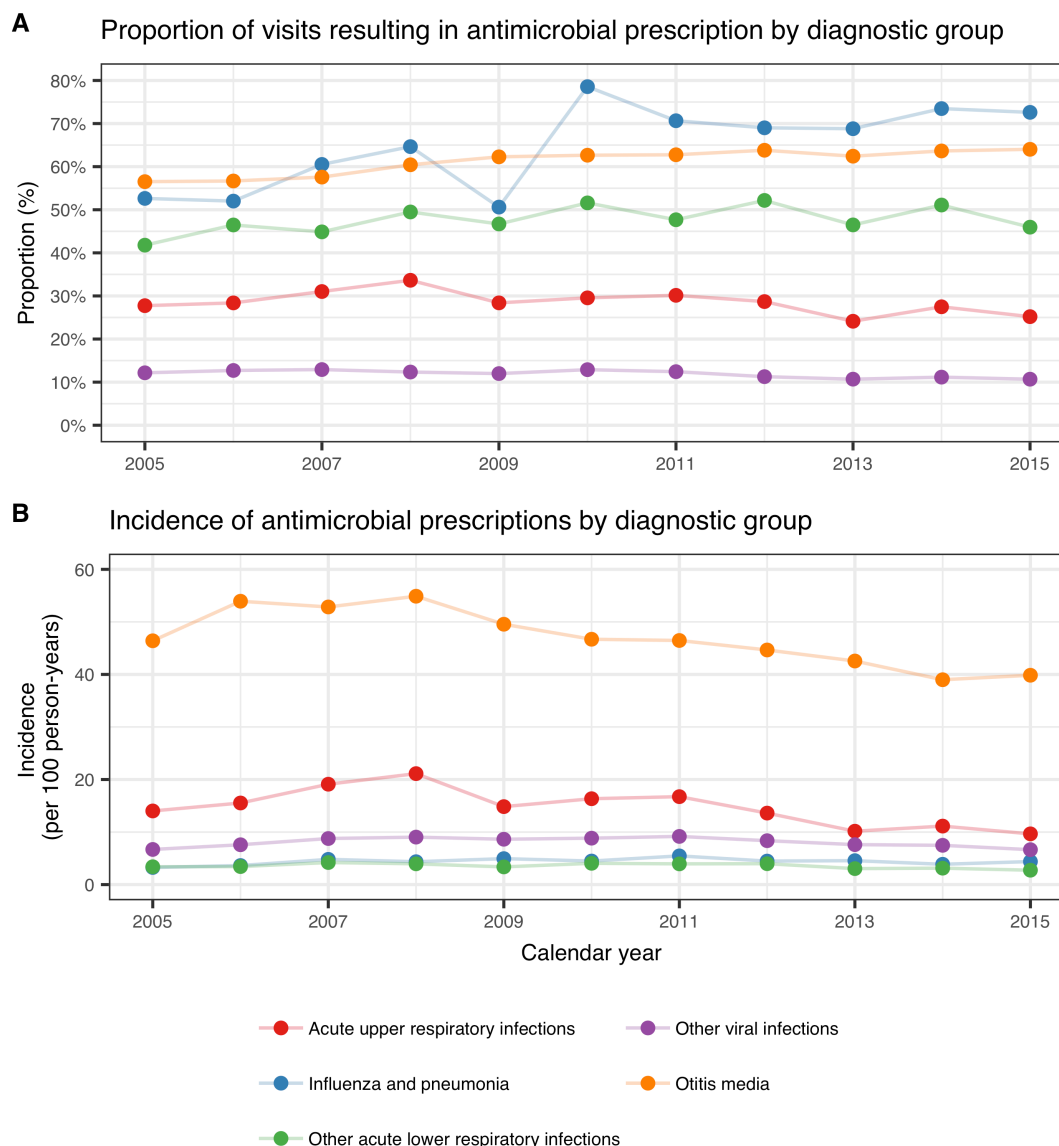 A
Proportion of visits resulting in antimicrobial prescription by diagnostic group
Proportion (%)
80%
70%
60%
50%
40%
30%
20%
10%
0%
2005
2007
2009
2011
2013
2015
B
Incidence of antimicrobial prescriptions by diagnostic group
Incidence
(per 100 person-years)
60
40
20
0
2005
2007
2009
2011
2013
2015
Calendar year
Acute upper respiratory infections
Other viral infections
Influenza and pneumonia
Otitis media
Other acute lower respiratory infections